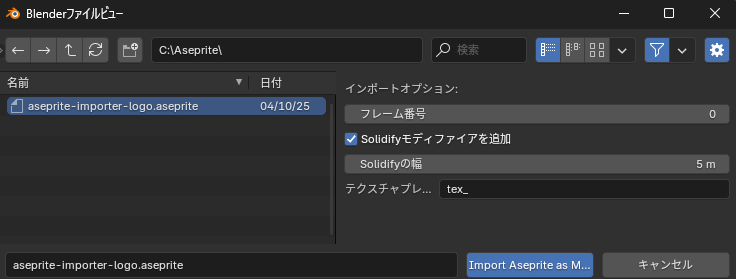 Blenderファイルビュー
C:\Aseprite\
検索
名前
日付
aseprite-importer-logo.aseprite
04/10/25
インポートオプション:
フレーム番号
0
Solidifyモディファイアを追加
Solidifyの幅
5 m
テクスチャプレ...
tex_
aseprite-importer-logo.aseprite
Import Aseprite as M...
キャンセル